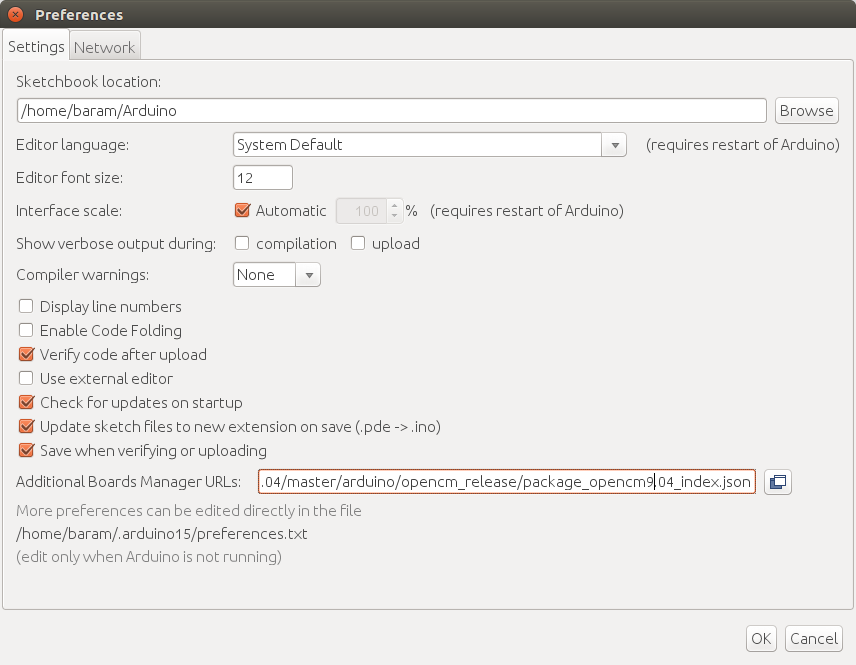 Preferences
Settings Network
Sketchbook location:
/home/baram/Arduino Browse
Editor language: System Default (requires restart of Arduino)
Editor font size: 12
Interface scale: Automatic 100 % (requires restart of Arduino)
Show verbose output during: compilation upload
Compiler warnings: None
Display line numbers
Enable Code Folding
Verify code after upload
Use external editor
Check for updates on startup
Update sketch files to new extension on save (.pde -> .ino)
Save when verifying or uploading
Additional Boards Manager URLs: .04/master/arduino/opencm_release/package_opencm9.04_index.json
More preferences can be edited directly in the file
/home/baram/.arduino15/preferences.txt
(edit only when Arduino is not running)
OK Cancel